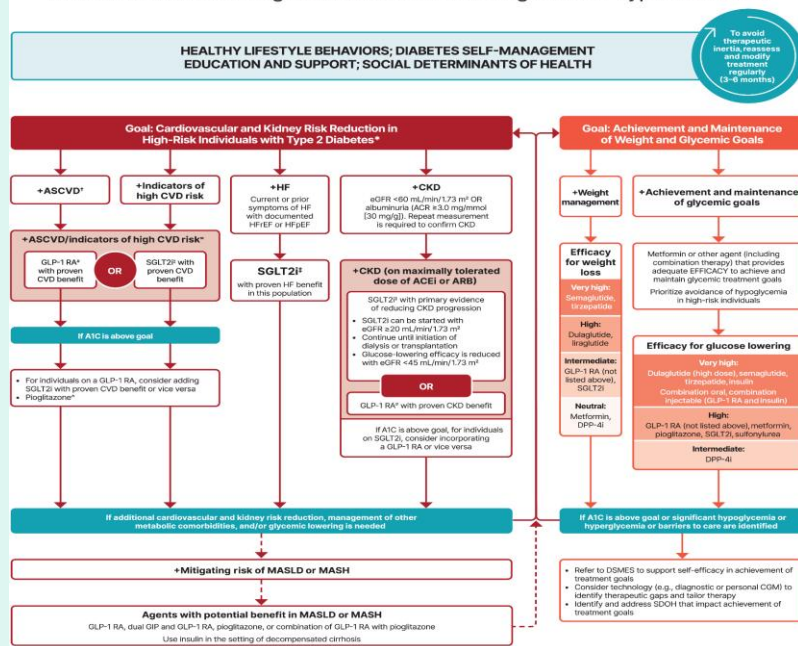 HEALTHY LIFESTYLE BEHAVIORS; DIABETES SELF-MANAGEMENT
EDUCATION AND SUPPORT; SOCIAL DETERMINANTS OF HEALTH
To avoid
therapeutic
inertia, reassess
and modify
treatment
regularly
(3–6 months)
Goal: Cardiovascular and Kidney Risk Reduction in
High-Risk Individuals with Type 2 Diabetes*
+ASCVD†
+Indicators of
high CVD risk
+ASCVD/indicators of high CVD risk*
GLP-1 RA#
with proven
CVD benefit
OR
SGLT2i‡ with
proven CVD
benefit
If A1C is above goal
• For individuals on a GLP-1 RA, consider adding
SGLT2i with proven CVD benefit or vice versa
• Pioglitazone^
+HF
Current or prior
symptoms of HF
with documented
HFrEF or HFpEF
SGLT2i‡
with proven HF benefit
in this population
+CKD
eGFR <60 mL/min/1.73 m² OR
albuminuria (ACR ≥3.0 mg/mmol
[30 mg/g]). Repeat measurement
is required to confirm CKD
+CKD (on maximally tolerated
dose of ACEi or ARB)
SGLT2i‡ with primary evidence
of reducing CKD progression
• SGLT2i can be started with
eGFR ≥20 mL/min/1.73 m²
• Continue until initiation of
dialysis or transplantation
• Glucose-lowering efficacy is reduced
with eGFR <45 mL/min/1.73 m²
OR
GLP-1 RA# with proven CKD benefit
If A1C is above goal, for individuals
on SGLT2i, consider incorporating
a GLP-1 RA or vice versa
If additional cardiovascular and kidney risk reduction, management of other
metabolic comorbidities, and/or glycemic lowering is needed
+Mitigating risk of MASLD or MASH
Agents with potential benefit in MASLD or MASH
GLP-1 RA, dual GIP and GLP-1 RA, pioglitazone, or combination of GLP-1 RA with pioglitazone
Use insulin in the setting of decompensated cirrhosis
Goal: Achievement and Maintenance
of Weight and Glycemic Goals
+Weight
management
Efficacy
for weight
loss
Very high:
Semaglutide,
tirzepatide
High:
Dulaglutide,
liraglutide
Intermediate:
GLP-1 RA (not
listed above),
SGLT2i
Neutral:
Metformin,
DPP-4i
+Achievement and maintenance
of glycemic goals
Metformin or other agent (including
combination therapy) that provides
adequate EFFICACY to achieve and
maintain glycemic treatment goals
Prioritize avoidance of hypoglycemia
in high-risk individuals
Efficacy for glucose lowering
Very high:
Dulaglutide (high dose), semaglutide,
tirzepatide, insulin
Combination oral, combination
injectable (GLP-1 RA and insulin)
High:
GLP-1 RA (not listed above), metformin,
pioglitazone, SGLT2i, sulfonylurea
Intermediate:
DPP-4i
If A1C is above goal or significant hypoglycemia or
hyperglycemia or barriers to care are identified
• Refer to DSMES to support self-efficacy in achievement of
treatment goals
• Consider technology (e.g., diagnostic or personal CGM) to
identify therapeutic gaps and tailor therapy
• Identify and address SDOH that impact achievement of
treatment goals